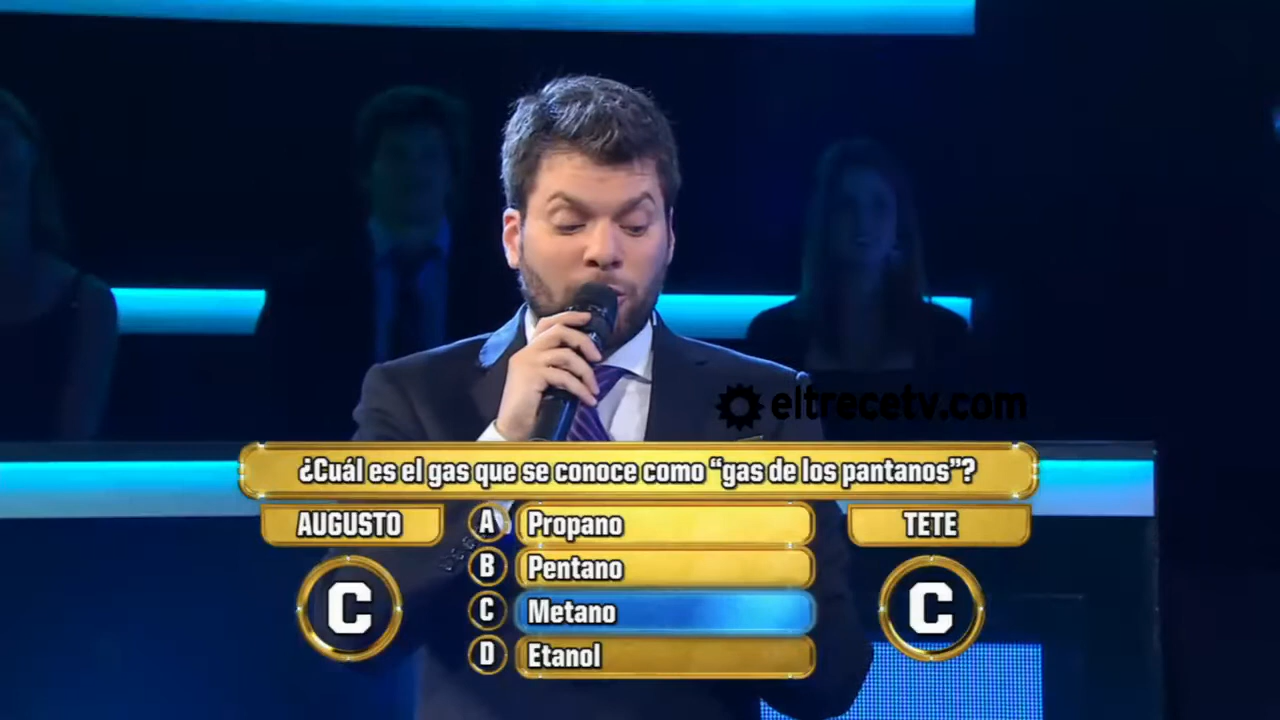 eltrecetv.com
¿Cuál es el gas que se conoce como “gas de los pantanos”?
AUGUSTO
A Propano
TETE
B Pentano
C
C Metano
C
D Etanol